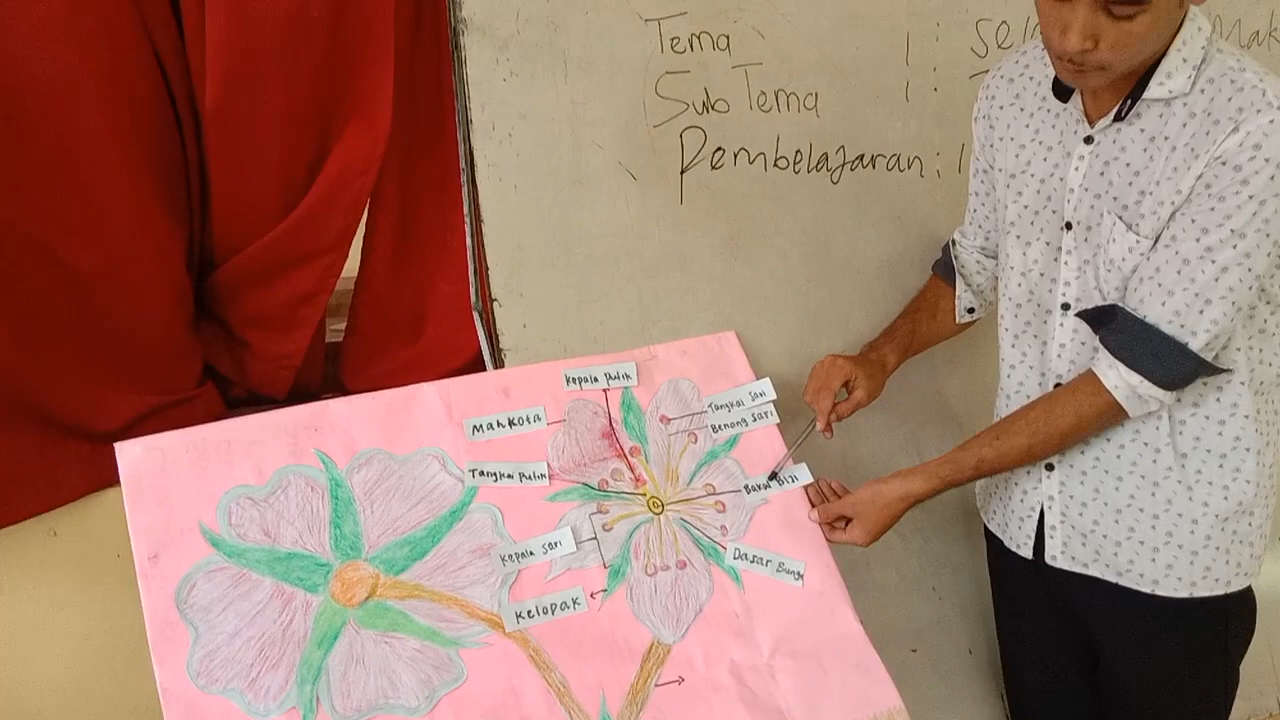 Tema :
Sub Tema :
Pembelajaran : 1
Kepala Putik
Mahkota
Tangkai Sari
Benang Sari
Tangkai Putik
Bakal Biji
Kepala Sari
Dasar Bunga
Kelopak